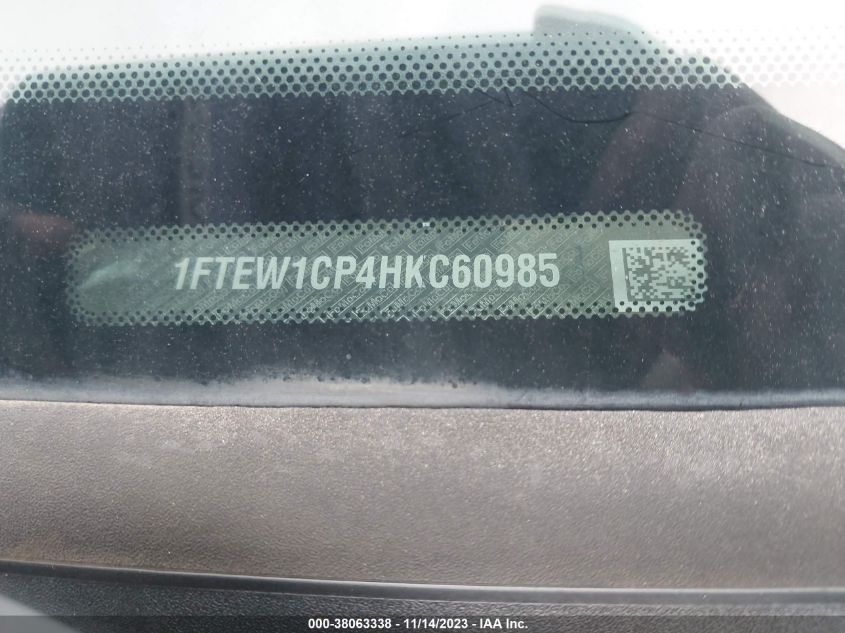 1FTEW1CP4HKC60985
000-38063338 - 11/14/2023 - IAA Inc.